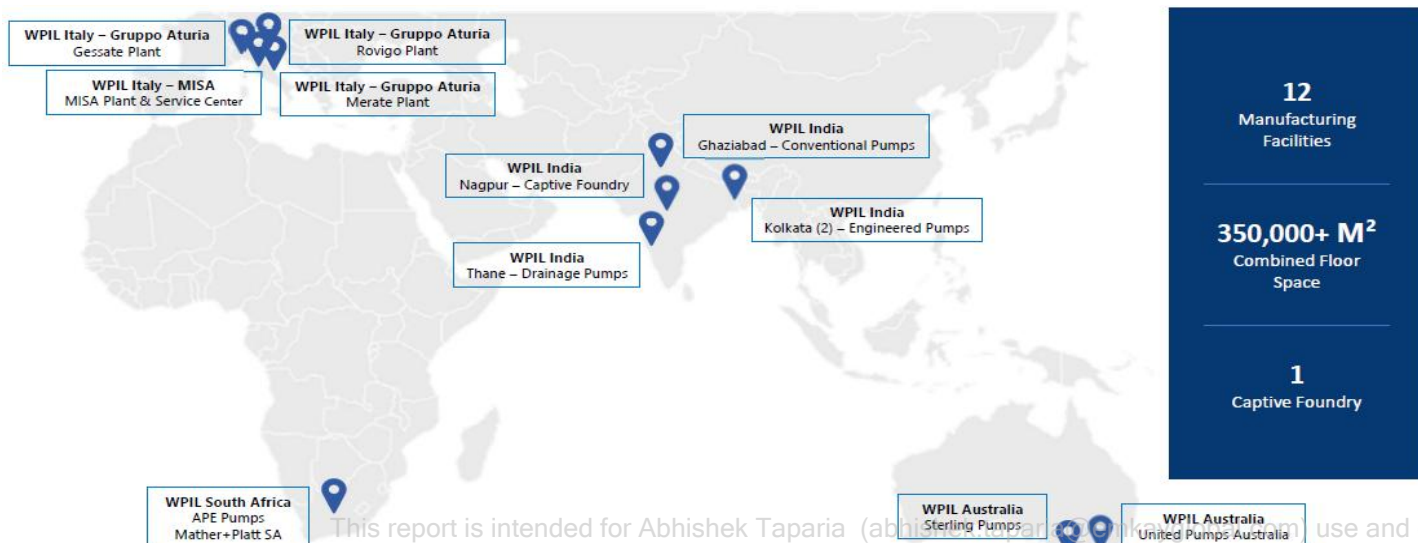 WPIL Italy – Gruppo Aturia
Gessate Plant
WPIL Italy – Gruppo Aturia
Rovigo Plant
WPIL Italy – MISA
MISA Plant & Service Center
WPIL Italy – Gruppo Aturia
Merate Plant
WPIL India
Ghaziabad – Conventional Pumps
WPIL India
Nagpur – Captive Foundry
WPIL India
Kolkata (2) – Engineered Pumps
WPIL India
Thane – Drainage Pumps
12
Manufacturing
Facilities
350,000+ M²
Combined Floor
Space
1
Captive Foundry
WPIL South Africa
APE Pumps
Mather+Platt SA
WPIL Australia
Sterling Pumps
WPIL Australia
United Pumps Australia
This report is intended for Abhishek Taparia (abhishek.taparia@emkayglobal.com) use and